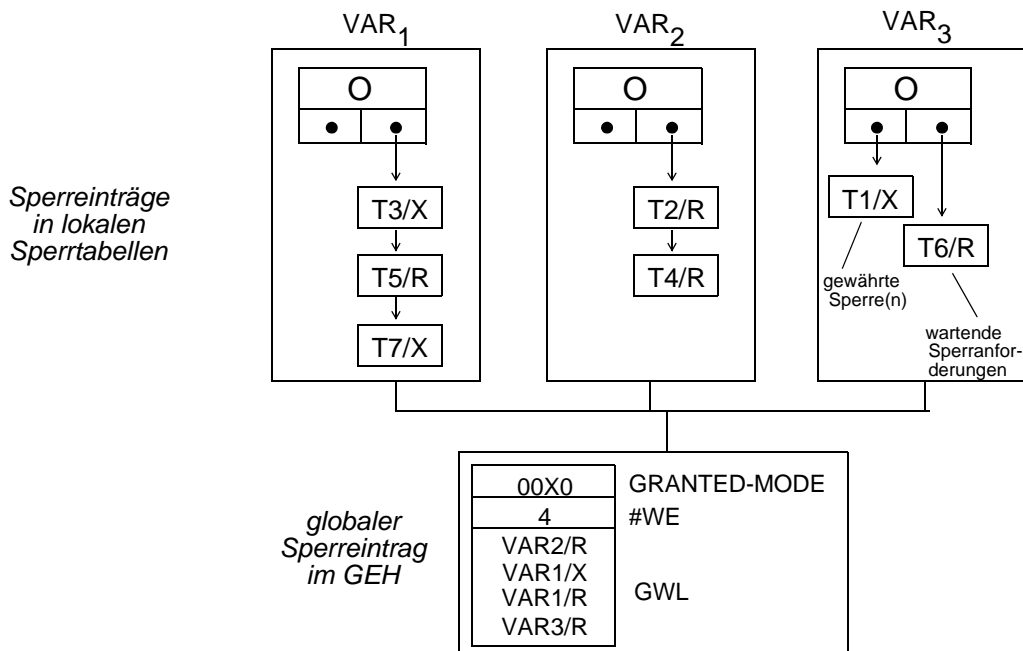 VAR1
VAR2
VAR3
O
O
O
Sperreinträge
in lokalen
Sperrtabellen
T3/X
T5/R
T7/X
T2/R
T4/R
T1/X
T6/R
gewährte
Sperre(n)
wartende
Sperranfor-
derungen
globaler
Sperreintrag
im GEH
00X0
GRANTED-MODE
4
#WE
VAR2/R
VAR1/X
VAR1/R
VAR3/R
GWL